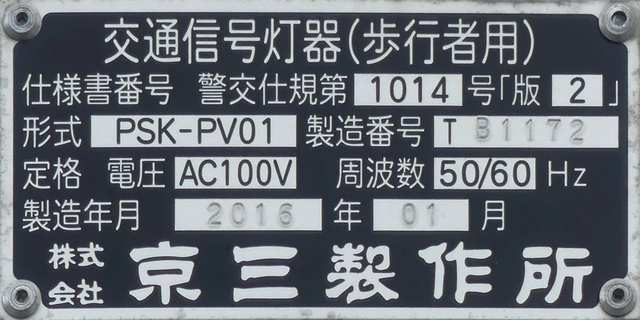 交通信号灯器(歩行者用)
仕様書番号 警交仕規第 1014 号「版 2 」
形式 PSK-PV01 製造番号 T B1172
定格 電圧 AC100V 周波数 50/60 Hz
製造年月 2016 年 01 月
株式会社 京三製作所